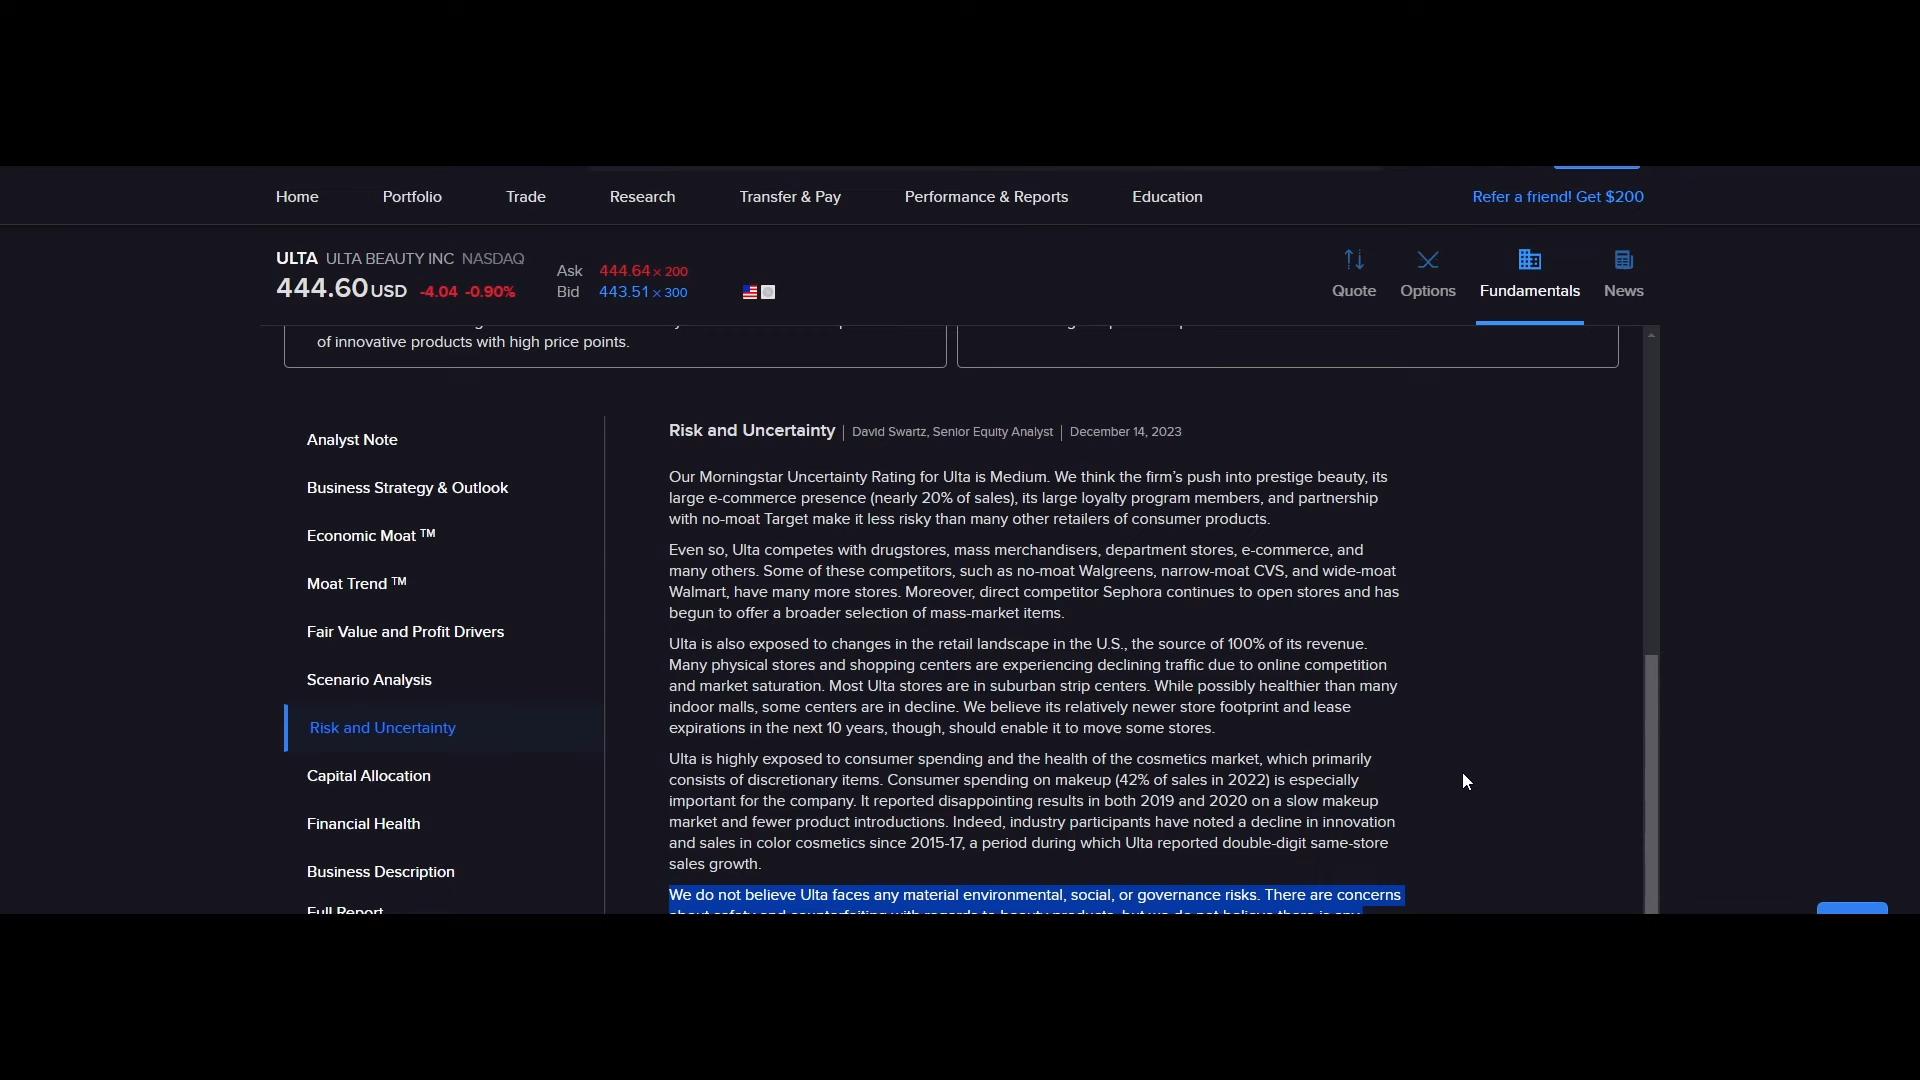 Home Portfolio Trade Research Transfer & Pay Performance & Reports Education Refer a friend! Get $200
ULTA ULTA BEAUTY INC NASDAQ
444.60 USD -4.04 -0.90%
Ask 444.64 × 200
Bid 443.51 × 300
Quote Options Fundamentals News
of innovative products with high price points.
Analyst Note
Business Strategy & Outlook
Economic Moat ™
Moat Trend ™
Fair Value and Profit Drivers
Scenario Analysis
Risk and Uncertainty
Capital Allocation
Financial Health
Business Description
Full Report
Risk and Uncertainty | David Swartz, Senior Equity Analyst | December 14, 2023
Our Morningstar Uncertainty Rating for Ulta is Medium. We think the firm's push into prestige beauty, its
large e-commerce presence (nearly 20% of sales), its large loyalty program members, and partnership
with no-moat Target make it less risky than many other retailers of consumer products.
Even so, Ulta competes with drugstores, mass merchandisers, department stores, e-commerce, and
many others. Some of these competitors, such as no-moat Walgreens, narrow-moat CVS, and wide-moat
Walmart, have many more stores. Moreover, direct competitor Sephora continues to open stores and has
begun to offer a broader selection of mass-market items.
Ulta is also exposed to changes in the retail landscape in the U.S., the source of 100% of its revenue.
Many physical stores and shopping centers are experiencing declining traffic due to online competition
and market saturation. Most Ulta stores are in suburban strip centers. While possibly healthier than many
indoor malls, some centers are in decline. We believe its relatively newer store footprint and lease
expirations in the next 10 years, though, should enable it to move some stores.
Ulta is highly exposed to consumer spending and the health of the cosmetics market, which primarily
consists of discretionary items. Consumer spending on makeup (42% of sales in 2022) is especially
important for the company. It reported disappointing results in both 2019 and 2020 on a slow makeup
market and fewer product introductions. Indeed, industry participants have noted a decline in innovation
and sales in color cosmetics since 2015-17, a period during which Ulta reported double-digit same-store
sales growth.
We do not believe Ulta faces any material environmental, social, or governance risks. There are concerns
about safety and counterfeiting with regards to beauty products, but we do not believe there is any